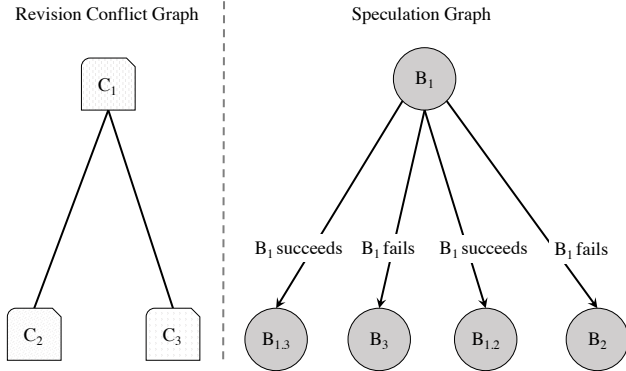 Revision Conflict Graph
Speculation Graph
C₁
B₁
B₁ succeeds
B₁ fails
B₁ succeeds
B₁ fails
C₂
C₃
B₁.₃
B₃
B₁.₂
B₂